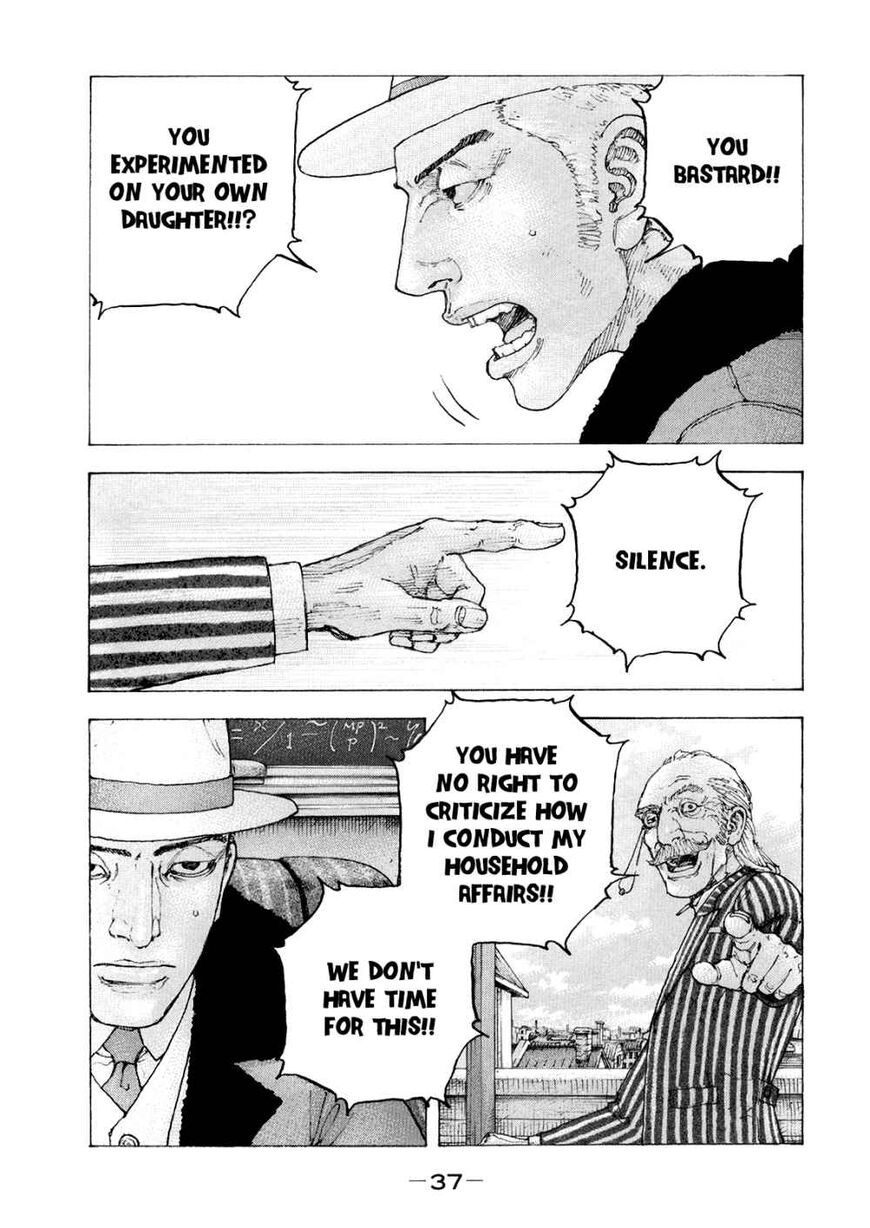 YOU
BASTARD!!
YOU
EXPERIMENTED
ON YOUR OWN
DAUGHTER!!?
SILENCE.
YOU HAVE
NO RIGHT TO
CRITICIZE HOW
I CONDUCT MY
HOUSEHOLD
AFFAIRS!!
WE DON'T
HAVE TIME
FOR THIS!!
-37-